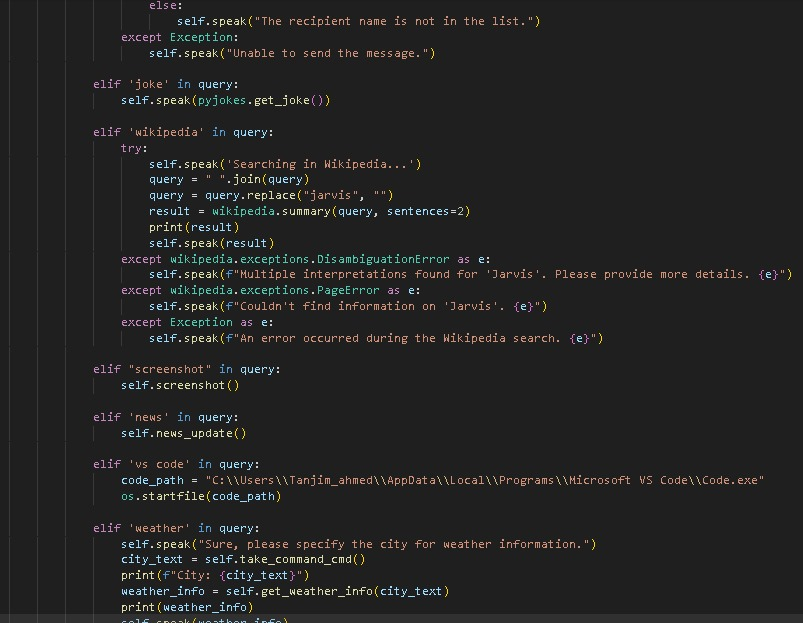 else:
self.speak("The recipient name is not in the list.")
except Exception:
self.speak("Unable to send the message.")
elif 'joke' in query:
self.speak(pyjokes.get_joke())
elif 'wikipedia' in query:
try:
self.speak('Searching in Wikipedia...')
query = " ".join(query)
query = query.replace("jarvis", "")
result = wikipedia.summary(query, sentences=2)
print(result)
self.speak(result)
except wikipedia.exceptions.DisambiguationError as e:
self.speak(f"Multiple interpretations found for 'Jarvis'. Please provide more details. {e}")
except wikipedia.exceptions.PageError as e:
self.speak(f"Couldn't find information on 'Jarvis'. {e}")
except Exception as e:
self.speak(f"An error occurred during the Wikipedia search. {e}")
elif "screenshot" in query:
self.screenshot()
elif 'news' in query:
self.news_update()
elif 'vs code' in query:
code_path = "C:\\Users\\Tanjim_ahmed\\AppData\\Local\\Programs\\Microsoft VS Code\\Code.exe"
os.startfile(code_path)
elif 'weather' in query:
self.speak("Sure, please specify the city for weather information.")
city_text = self.take_command_cmd()
print(f"City: {city_text}")
weather_info = self.get_weather_info(city_text)
print(weather_info)
self.speak(weather_info)